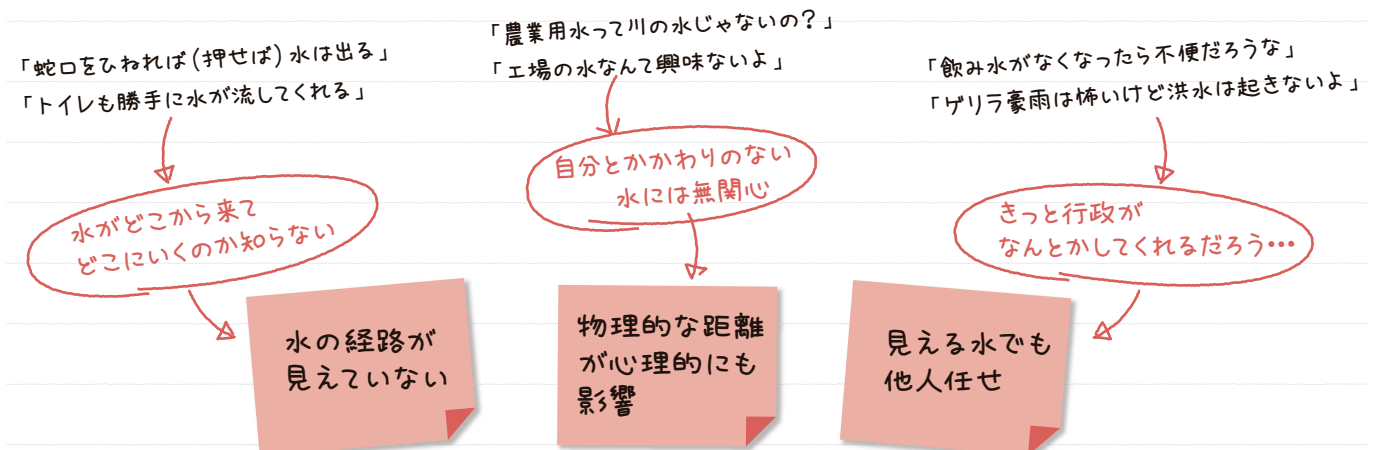 「蛇口をひねれば(押せば)水は出る」
「トイレも勝手に水が流してくれる」
水がどこから来て
どこにいくのか知らない
水の経路が
見えていない
「農業用水って川の水じゃないの？」
「工場の水なんて興味ないよ」
自分とかかわりのない
水には無関心
物理的な距離
が心理的にも
影響
「飲み水がなくなったら不便だろうな」
「ゲリラ豪雨は怖いけど洪水は起きないよ」
きっと行政が
なんとかしてくれるだろう…
見える水でも
他人任せ